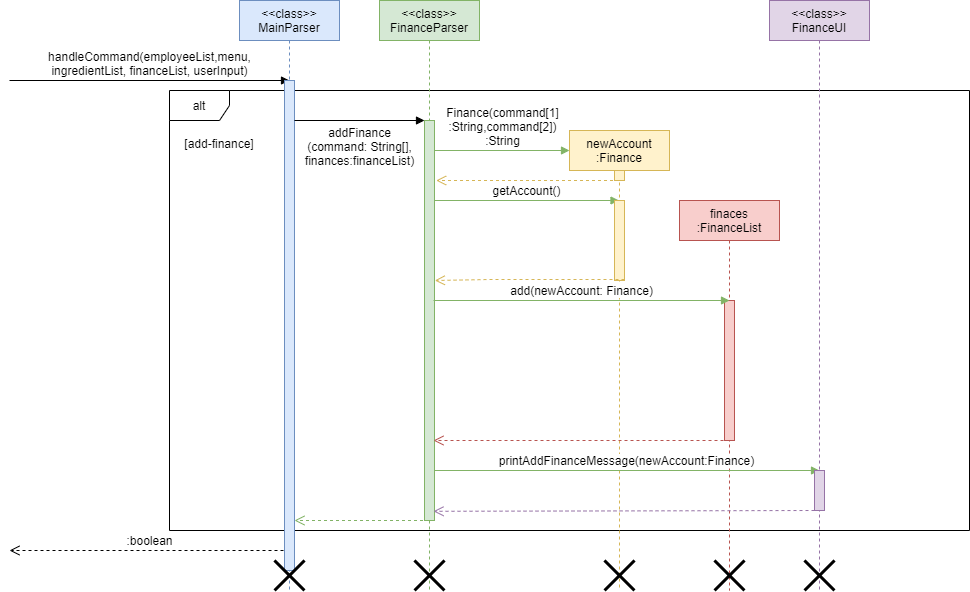 <<class>>
MainParser
<<class>>
FinanceParser
<<class>>
FinanceUI
handleCommand(employeeList,menu,
ingredientList, financeList, userInput)
alt
[add-finance]
addFinance
(command: String[],
finances:financeList)
Finance(command[1]
:String,command[2])
:String
newAccount
:Finance
getAccount()
finaces
:FinanceList
add(newAccount: Finance)
printAddFinanceMessage(newAccount:Finance)
:boolean